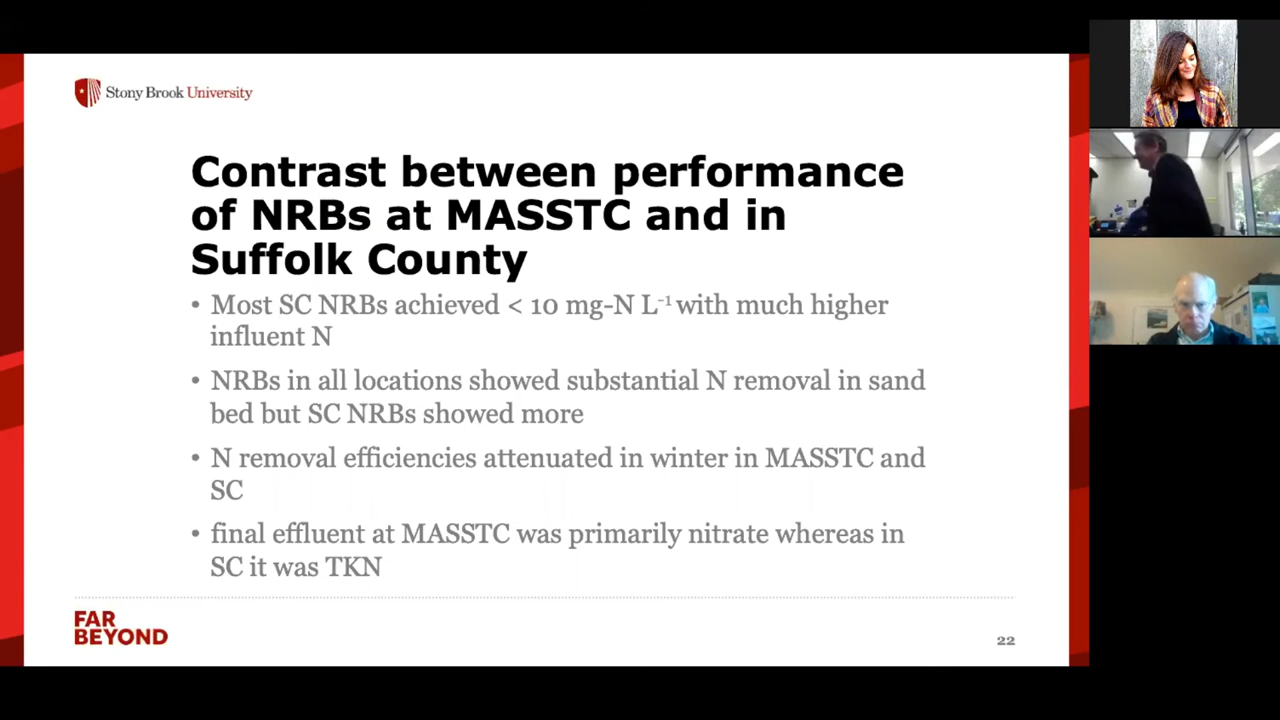 Stony Brook University
Contrast between performance
of NRBs at MASSTC and in
Suffolk County
• Most SC NRBs achieved < 10 mg-N L⁻¹ with much higher
influent N
• NRBs in all locations showed substantial N removal in sand
bed but SC NRBs showed more
• N removal efficiencies attenuated in winter in MASSTC and
SC
• final effluent at MASSTC was primarily nitrate whereas in
SC it was TKN
FAR
BEYOND
22